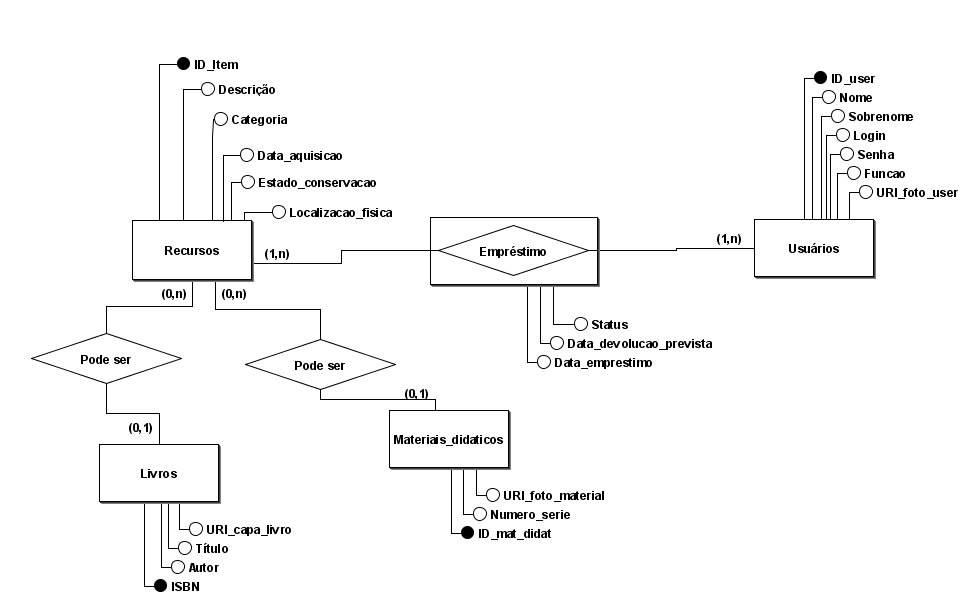 ID_Item
Descrição
Categoria
Data_aquisicao
Estado_conservacao
Localizacao_fisica
Recursos
(1,n)
Empréstimo
(1,n)
Usuários
ID_user
Nome
Sobrenome
Login
Senha
Funcao
URI_foto_user
Status
Data_devolucao_prevista
Data_emprestimo
(0,n)
(0,n)
Pode ser
Pode ser
(0,1)
(0,1)
Livros
Materiais_didaticos
URI_foto_material
Numero_serie
ID_mat_didat
URI_capa_livro
Título
Autor
ISBN